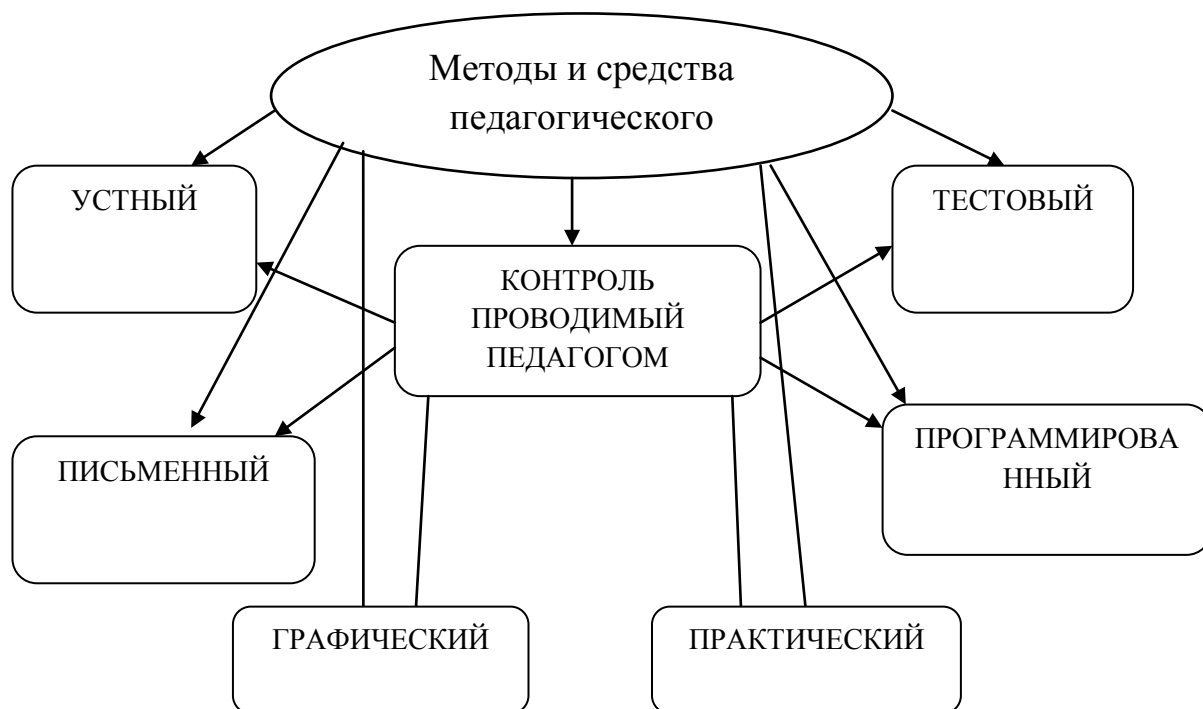 Методы и средства
педагогического
УСТНЫЙ
ТЕСТОВЫЙ
КОНТРОЛЬ
ПРОВОДИМЫЙ
ПЕДАГОГОМ
ПИСЬМЕННЫЙ
ПРОГРАММИРОВА
ННЫЙ
ГРАФИЧЕСКИЙ
ПРАКТИЧЕСКИЙ